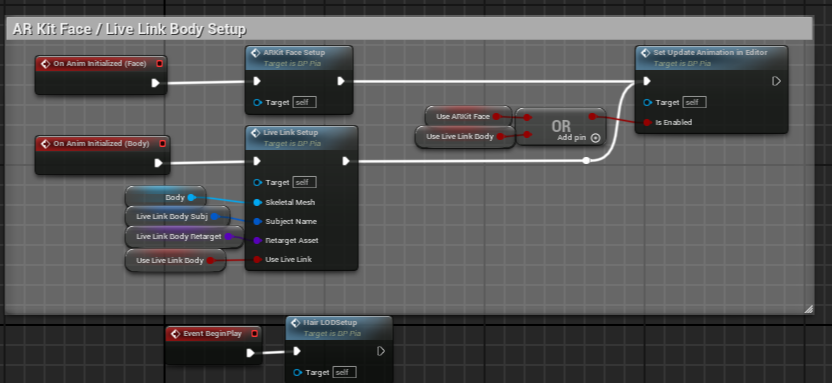 AR Kit Face / Live Link Body Setup
On Anim Initialized (Face)
ARKit Face Setup
Target is BP Pia
Target self
Set Update Animation in Editor
Target is BP Pia
Target self
Is Enabled
Use ARKit Face
Use Live Link Body
OR
Add pin
On Anim Initialized (Body)
Live Link Setup
Target is BP Pia
Target self
Skeletal Mesh
Subject Name
Retarget Asset
Use Live Link
Body
Live Link Body Subj
Live Link Body Retarget
Use Live Link Body
Event BeginPlay
Hair LODSetup
Target is BP Pia
Target self